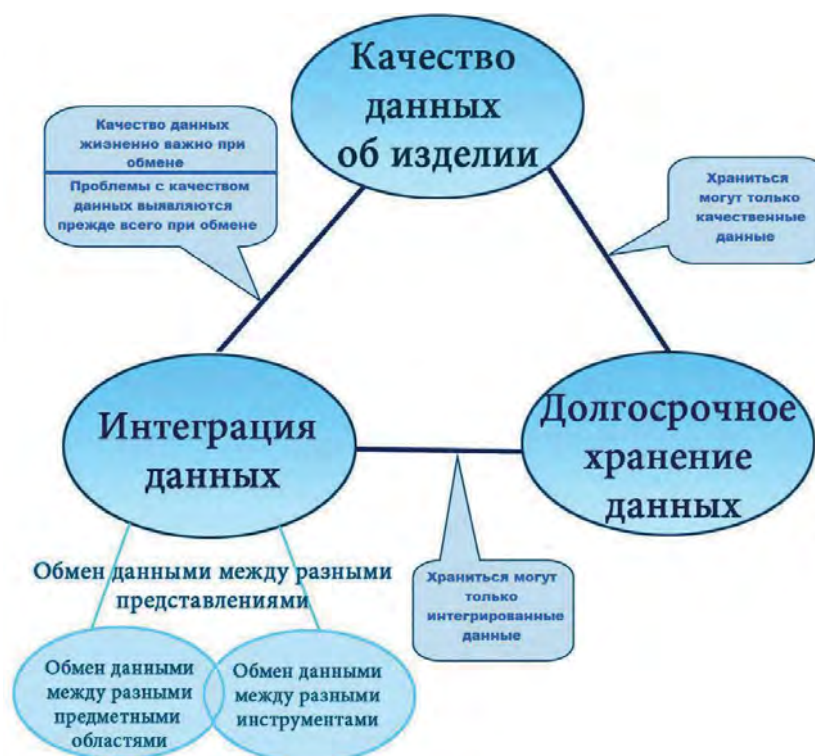 Качество
данных
об изделии
Качество данных
жизненно важно при
обмене
Проблемы с качеством
данных выявляются
прежде всего при обмене
Храниться
могут только
качественные
данные
Интеграция
данных
Долгосрочное
хранение
данных
Обмен данными между разными
представлениями
Храниться могут
только
интегрированные
данные
Обмен данными
между разными
предметными
областями
Обмен данными
между разными
инструментами